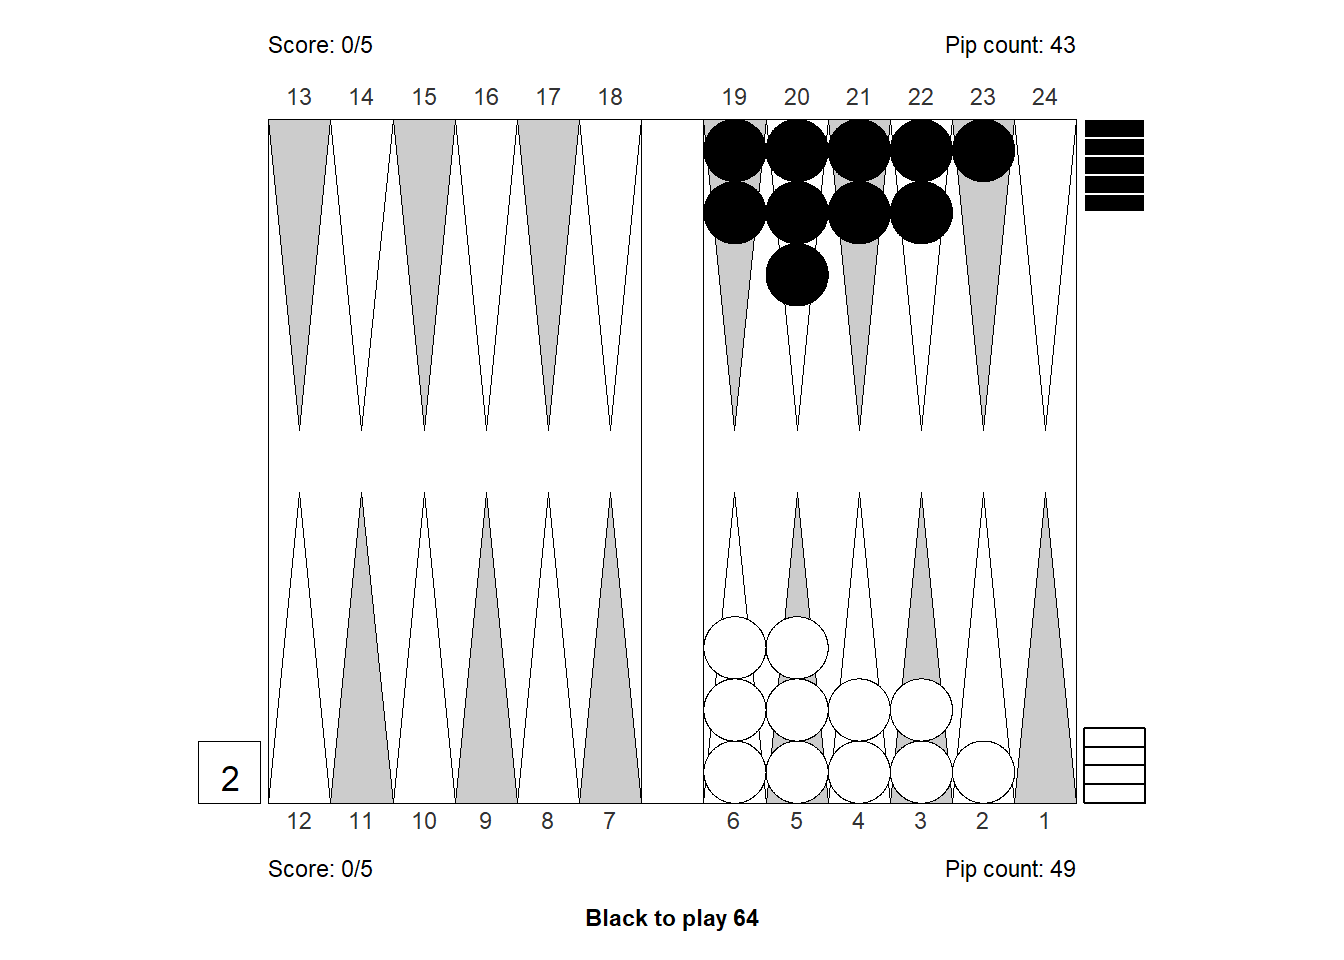 Score: 0/5 Pip count: 43
13 14 15 16 17 18 19 20 21 22 23 24
2
12 11 10 9 8 7 6 5 4 3 2 1
Score: 0/5 Pip count: 49
Black to play 64